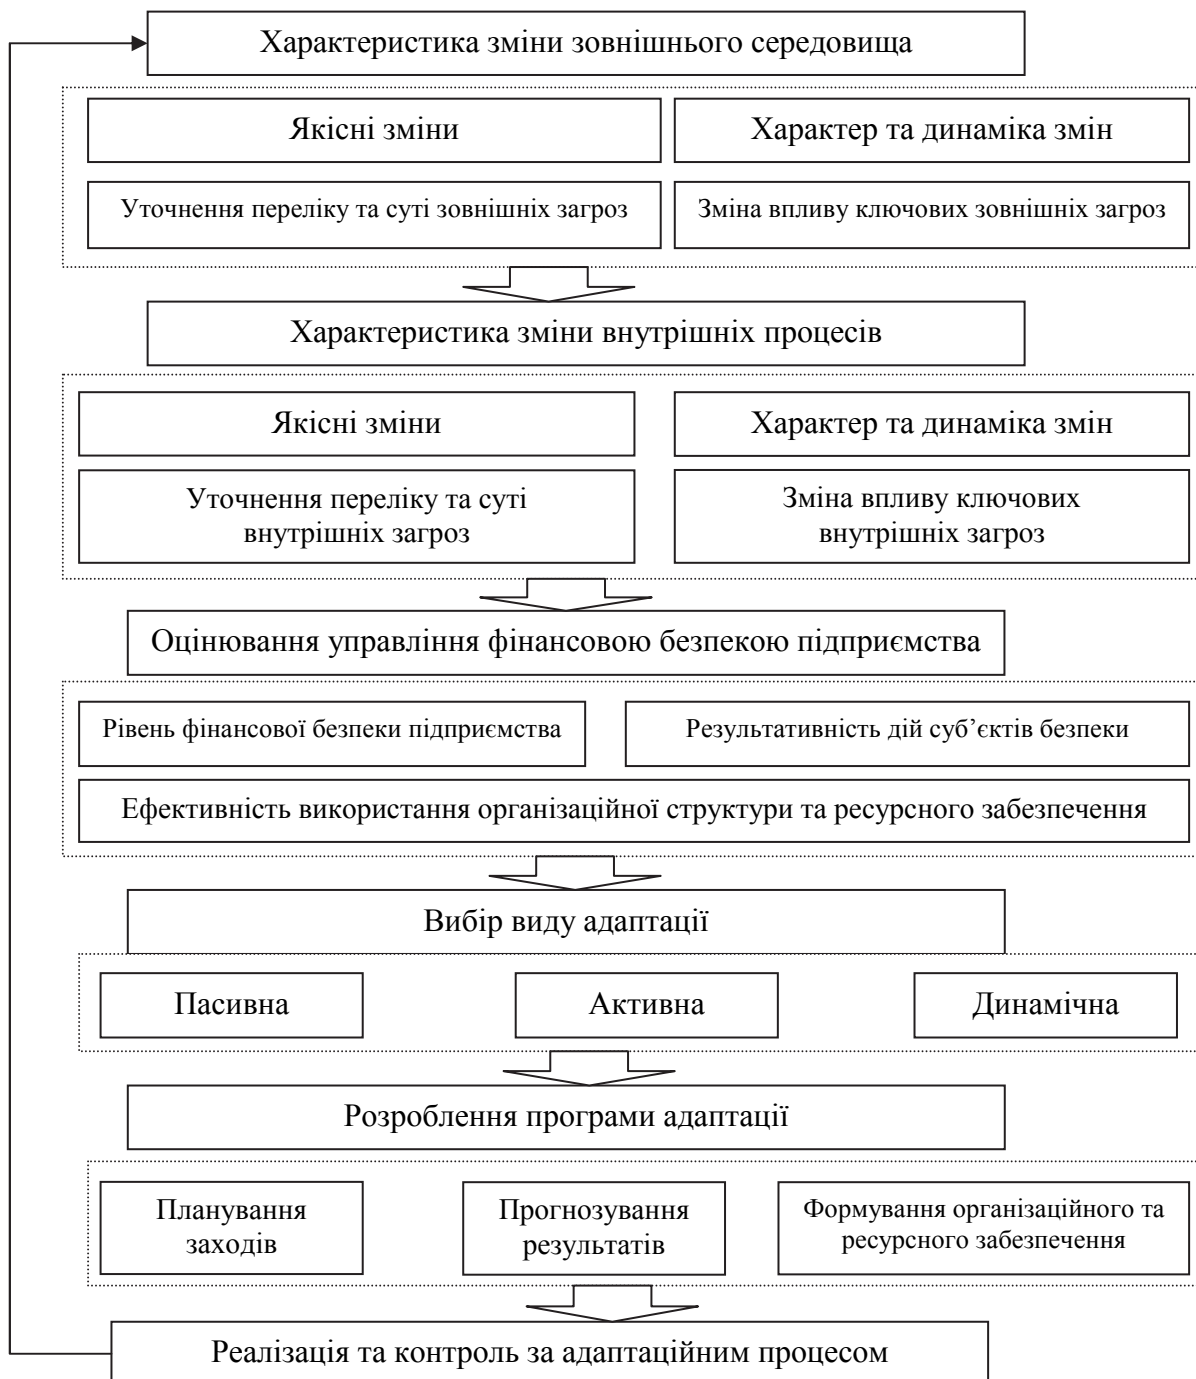 Характеристика зміни зовнішнього середовища
Якісні зміни
Характер та динаміка змін
Уточнення переліку та суті зовнішніх загроз
Зміна впливу ключових зовнішніх загроз
Характеристика зміни внутрішніх процесів
Якісні зміни
Характер та динаміка змін
Уточнення переліку та суті
внутрішніх загроз
Зміна впливу ключових
внутрішніх загроз
Оцінювання управління фінансовою безпекою підприємства
Рівень фінансової безпеки підприємства
Результативність дій суб’єктів безпеки
Ефективність використання організаційної структури та ресурсного забезпечення
Вибір виду адаптації
Пасивна
Активна
Динамічна
Розроблення програми адаптації
Планування
заходів
Прогнозування
результатів
Формування організаційного та
ресурсного забезпечення
Реалізація та контроль за адаптаційним процесом